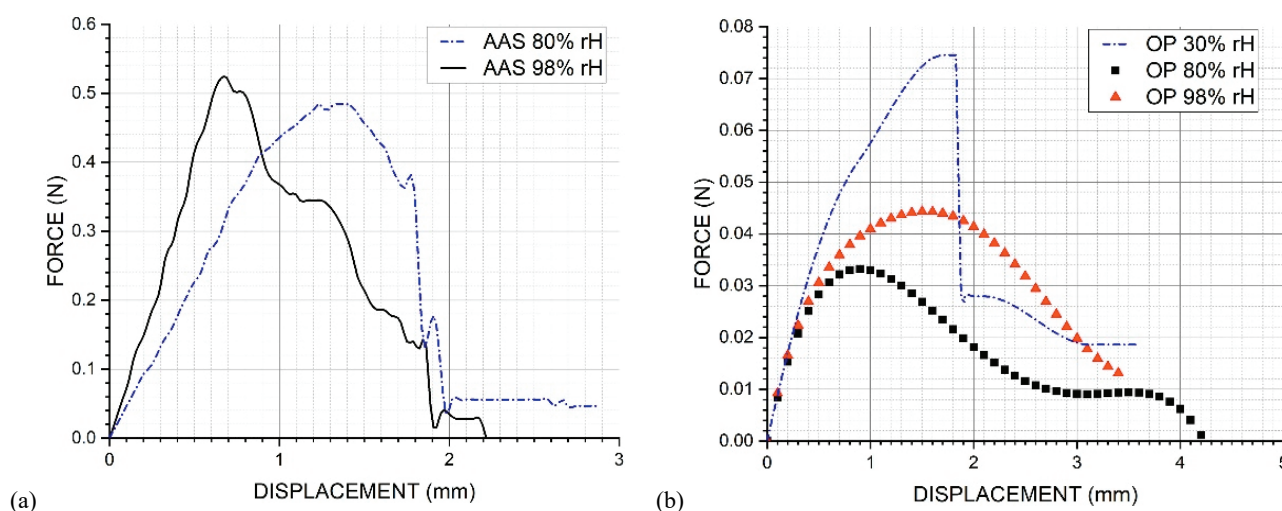 0.6
0.5
0.4
0.3
0.2
0.1
0.0
FORCE (N)
AAS 80% rH
AAS 98% rH
0 1 2 3
DISPLACEMENT (mm)
(a)
0.08
0.07
0.06
0.05
0.04
0.03
0.02
0.01
0.00
FORCE (N)
OP 30% rH
OP 80% rH
OP 98% rH
0 1 2 3 4 5
DISPLACEMENT (mm)
(b)